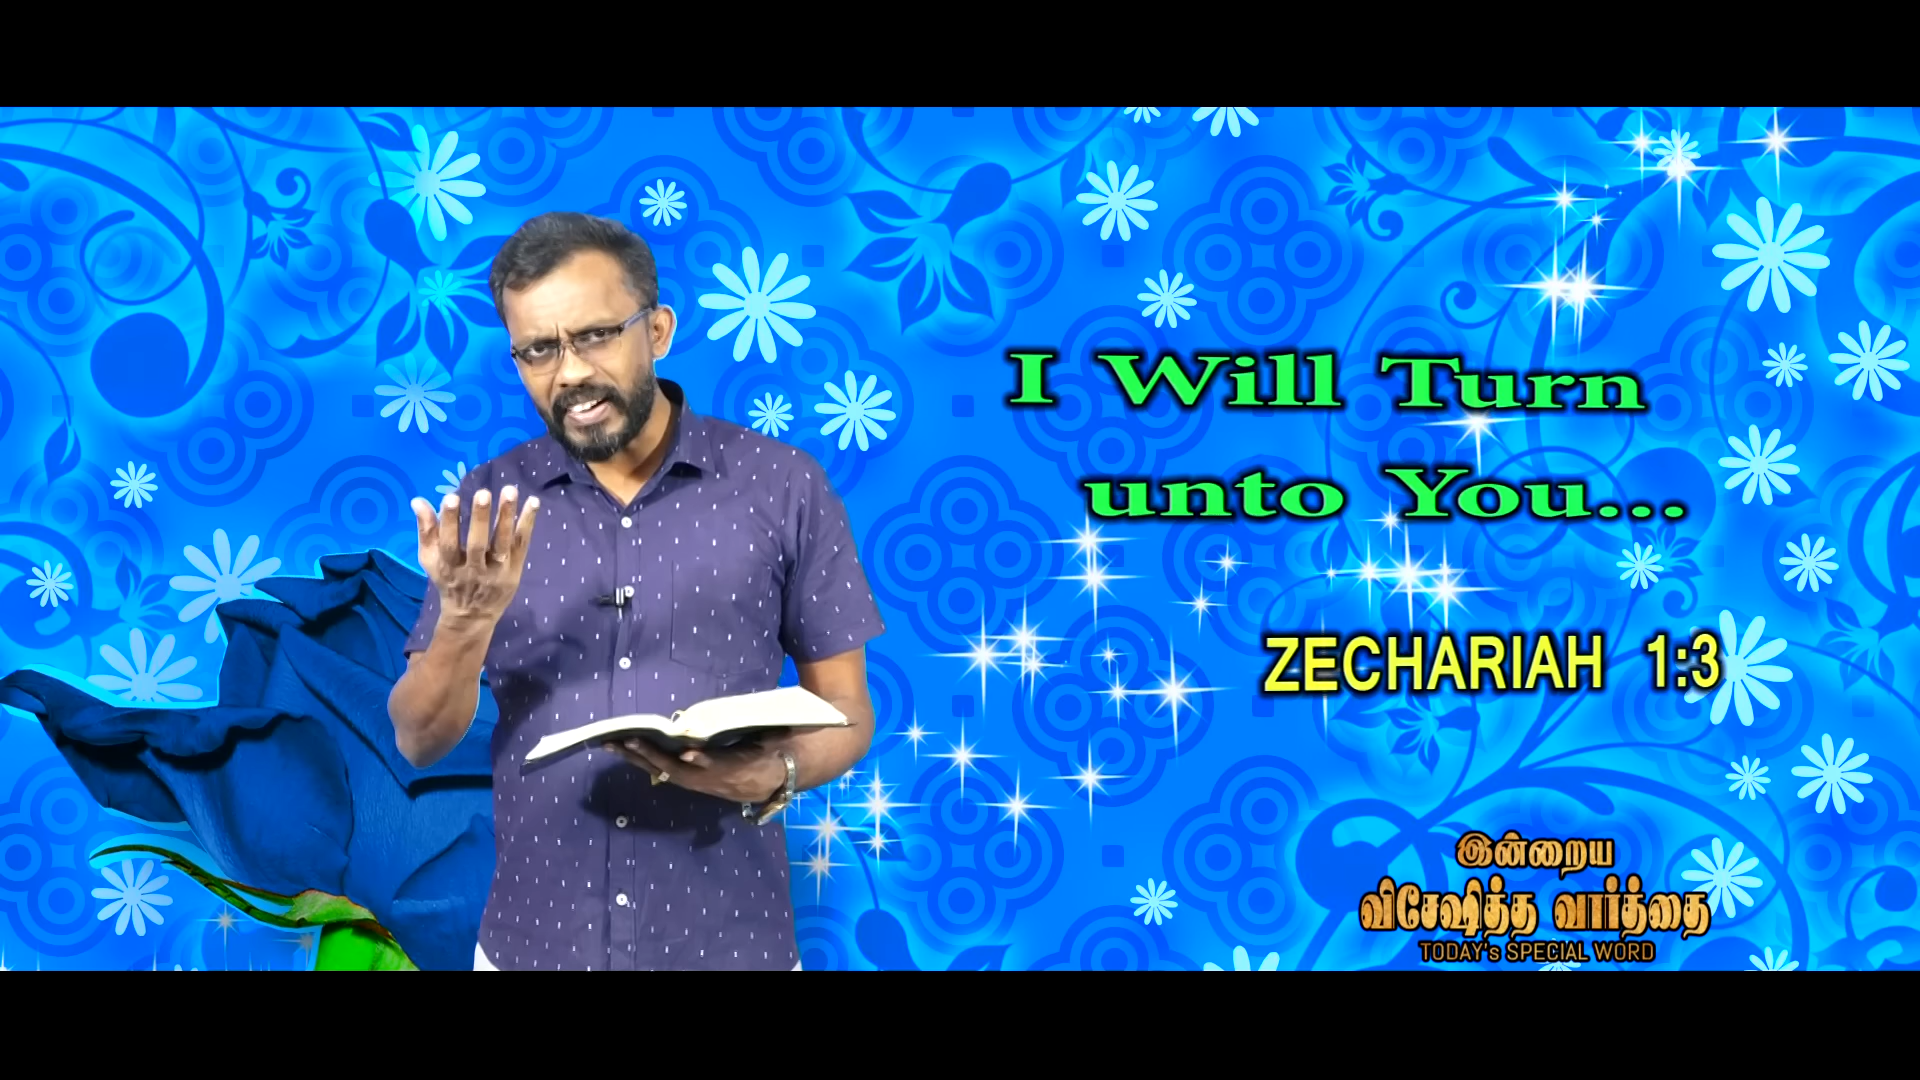 I Will Turn
unto You...
ZECHARIAH 1:3
இன்றைய
விசேஷித்த வார்த்தை
TODAY's SPECIAL WORD